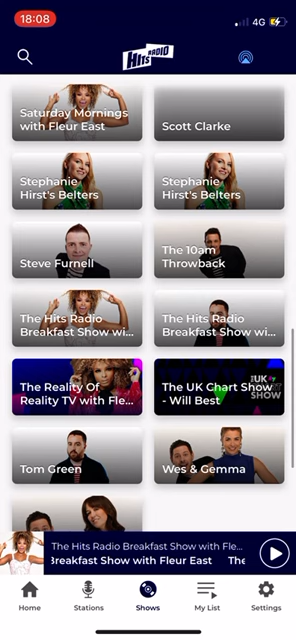 18:08
4G
HITS RADIO
Saturday Mornings
with Fleur East
Scott Clarke
Stephanie
Hirst's Belters
Stephanie
Hirst's Belters
Steve Furnell
The 10am
Throwback
The Hits Radio
Breakfast Show wi...
The Hits Radio
Breakfast Show wi...
The Reality Of
Reality TV with Fle...
The UK Chart Show
- Will Best
UK
SHOW
Tom Green
Wes & Gemma
The Hits Radio Breakfast Show with Fle...
Breakfast Show with Fleur East The
Home
Stations
Shows
My List
Settings